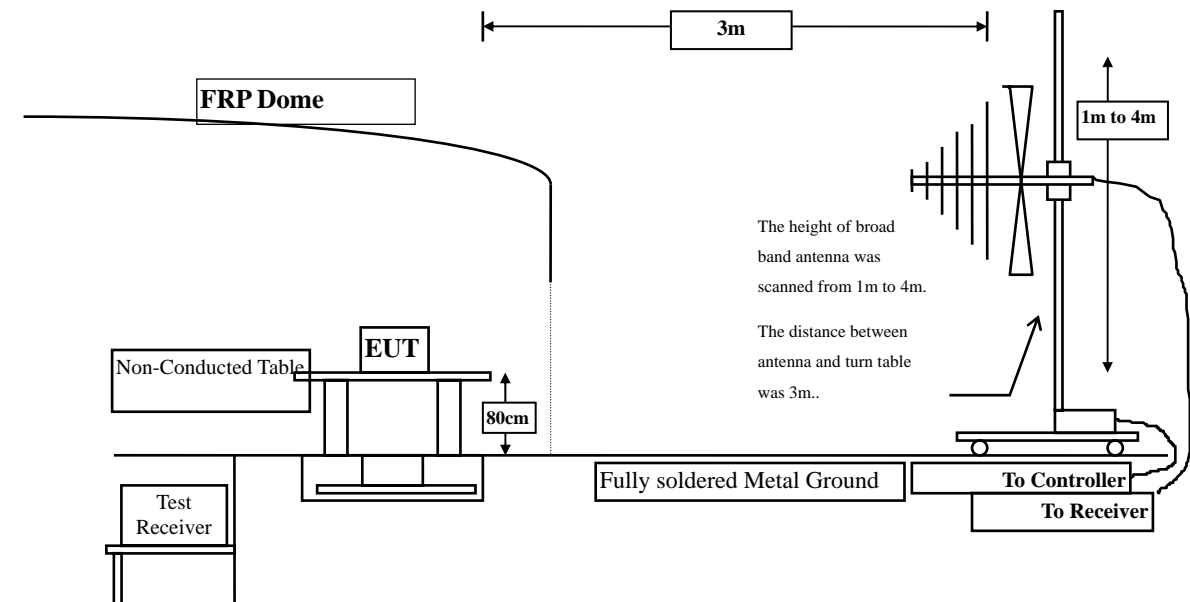 3m
FRP Dome
1m to 4m
The height of broad
band antenna was
scanned from 1m to 4m.
The distance between
antenna and turn table
was 3m..
EUT
Non-Conducted Table
80cm
Fully soldered Metal Ground
To Controller
To Receiver
Test
Receiver